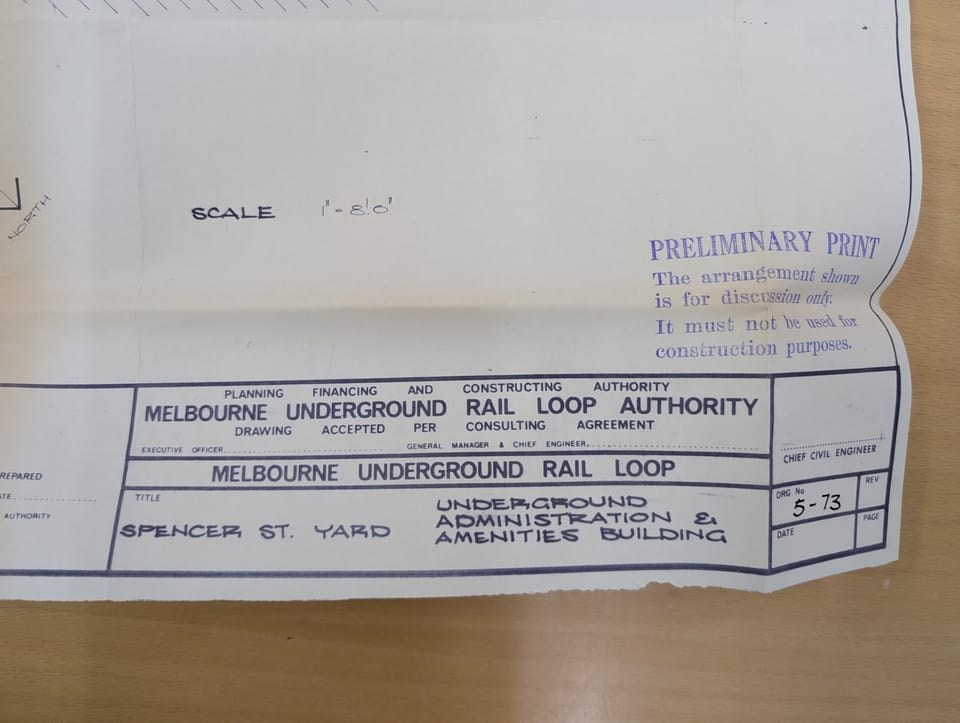 NORTH
SCALE 1" = 8'.0"
PRELIMINARY PRINT
The arrangement shown
is for discussion only.
It must not be used for
construction purposes.
PLANNING FINANCING AND CONSTRUCTING AUTHORITY
MELBOURNE UNDERGROUND RAIL LOOP AUTHORITY
DRAWING ACCEPTED PER CONSULTING AGREEMENT
EXECUTIVE OFFICER
GENERAL MANAGER & CHIEF ENGINEER
CHIEF CIVIL ENGINEER
MELBOURNE UNDERGROUND RAIL LOOP
REPARED
ATE
AUTHORITY
TITLE
SPENCER ST. YARD
UNDERGROUND
ADMINISTRATION &
AMENITIES BUILDING
DRG No
5-73
REV
DATE
PAGE